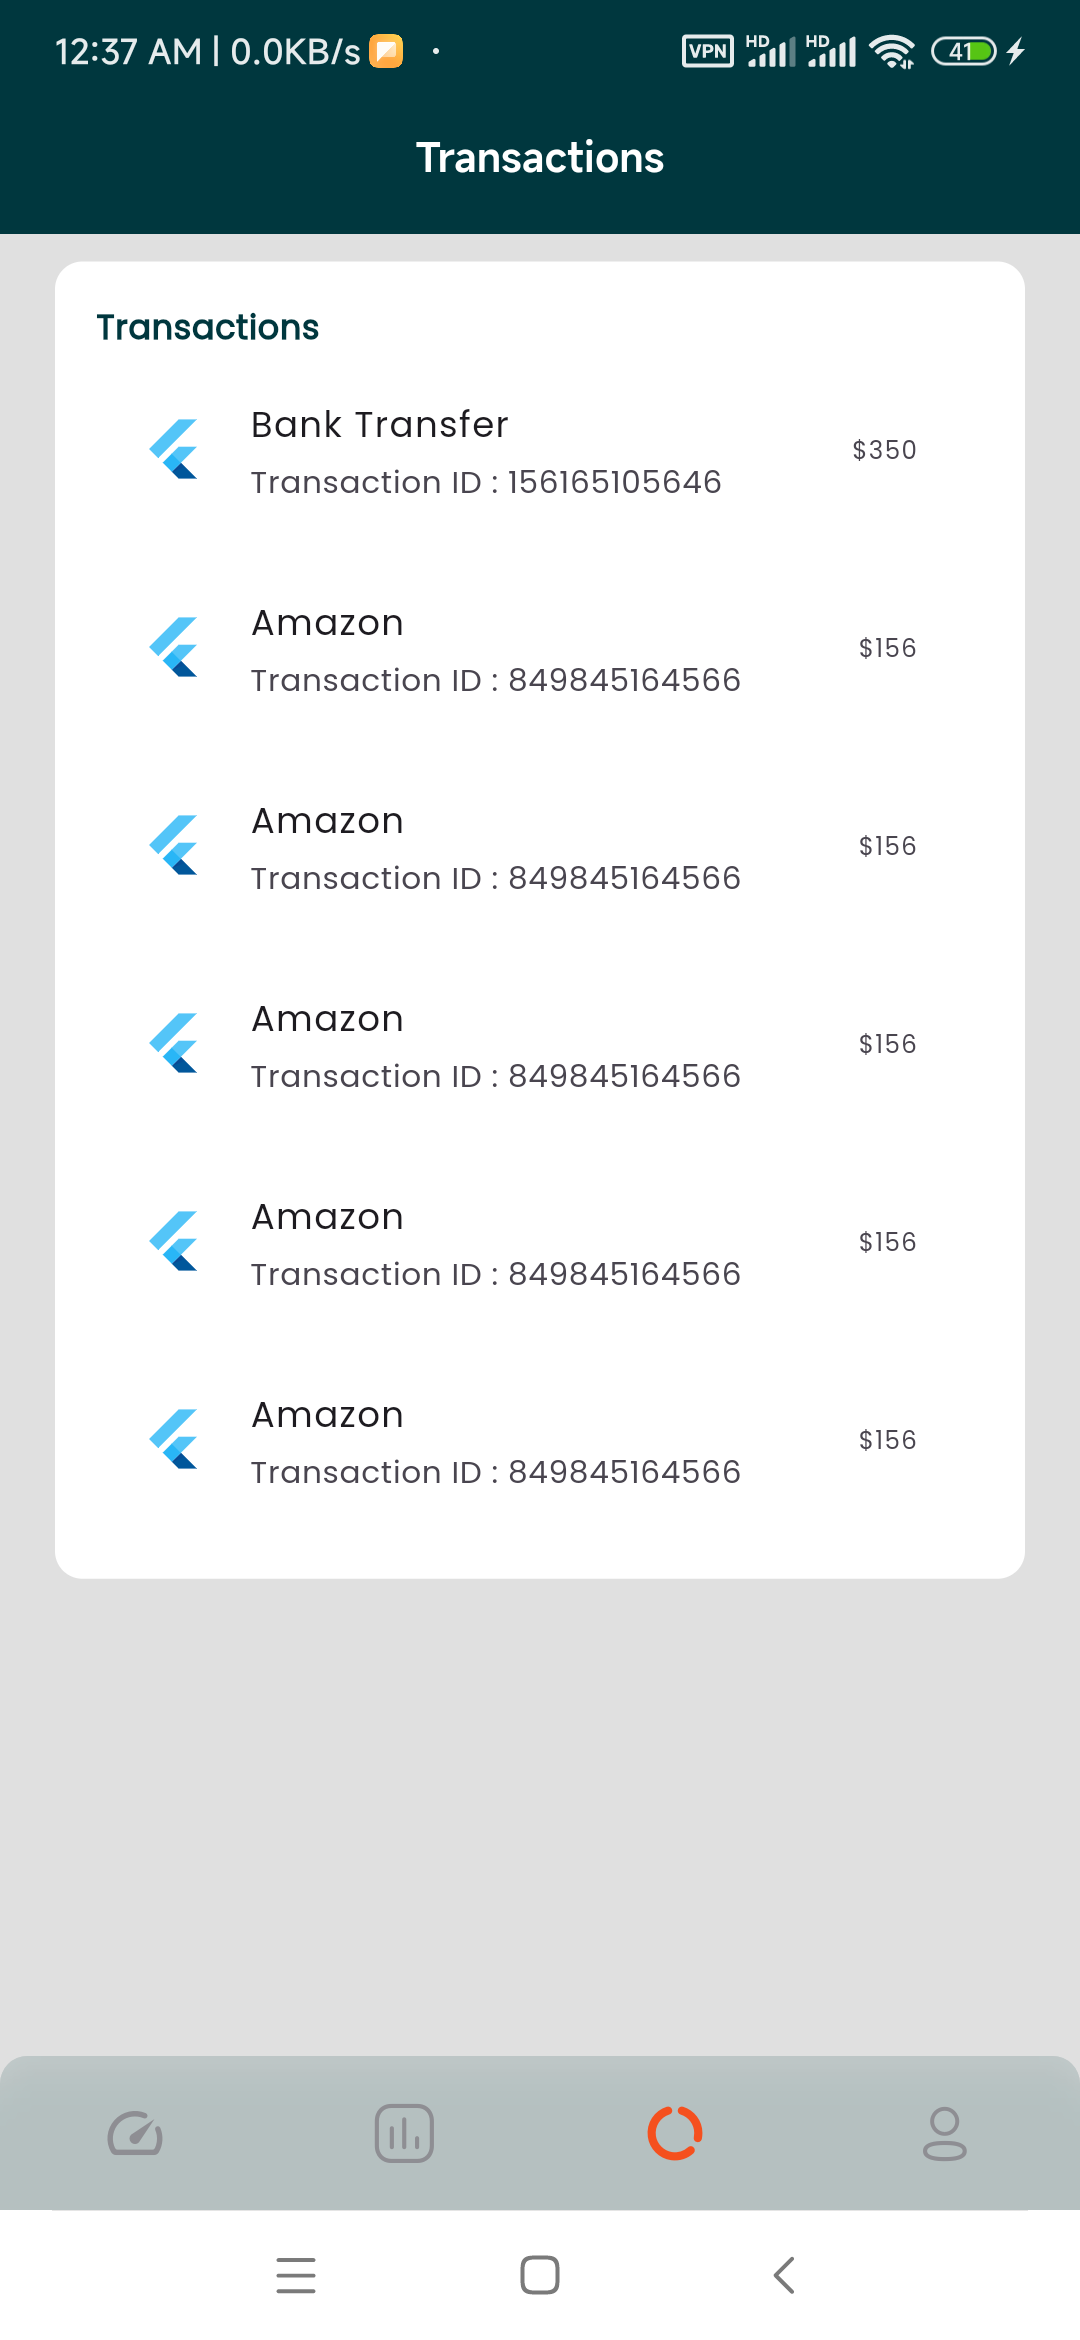 12:37 AM | 0.0KB/s
VPN HD HD 41
Transactions
Transactions
Bank Transfer
Transaction ID : 156165105646
$350
Amazon
Transaction ID : 849845164566
$156
Amazon
Transaction ID : 849845164566
$156
Amazon
Transaction ID : 849845164566
$156
Amazon
Transaction ID : 849845164566
$156
Amazon
Transaction ID : 849845164566
$156